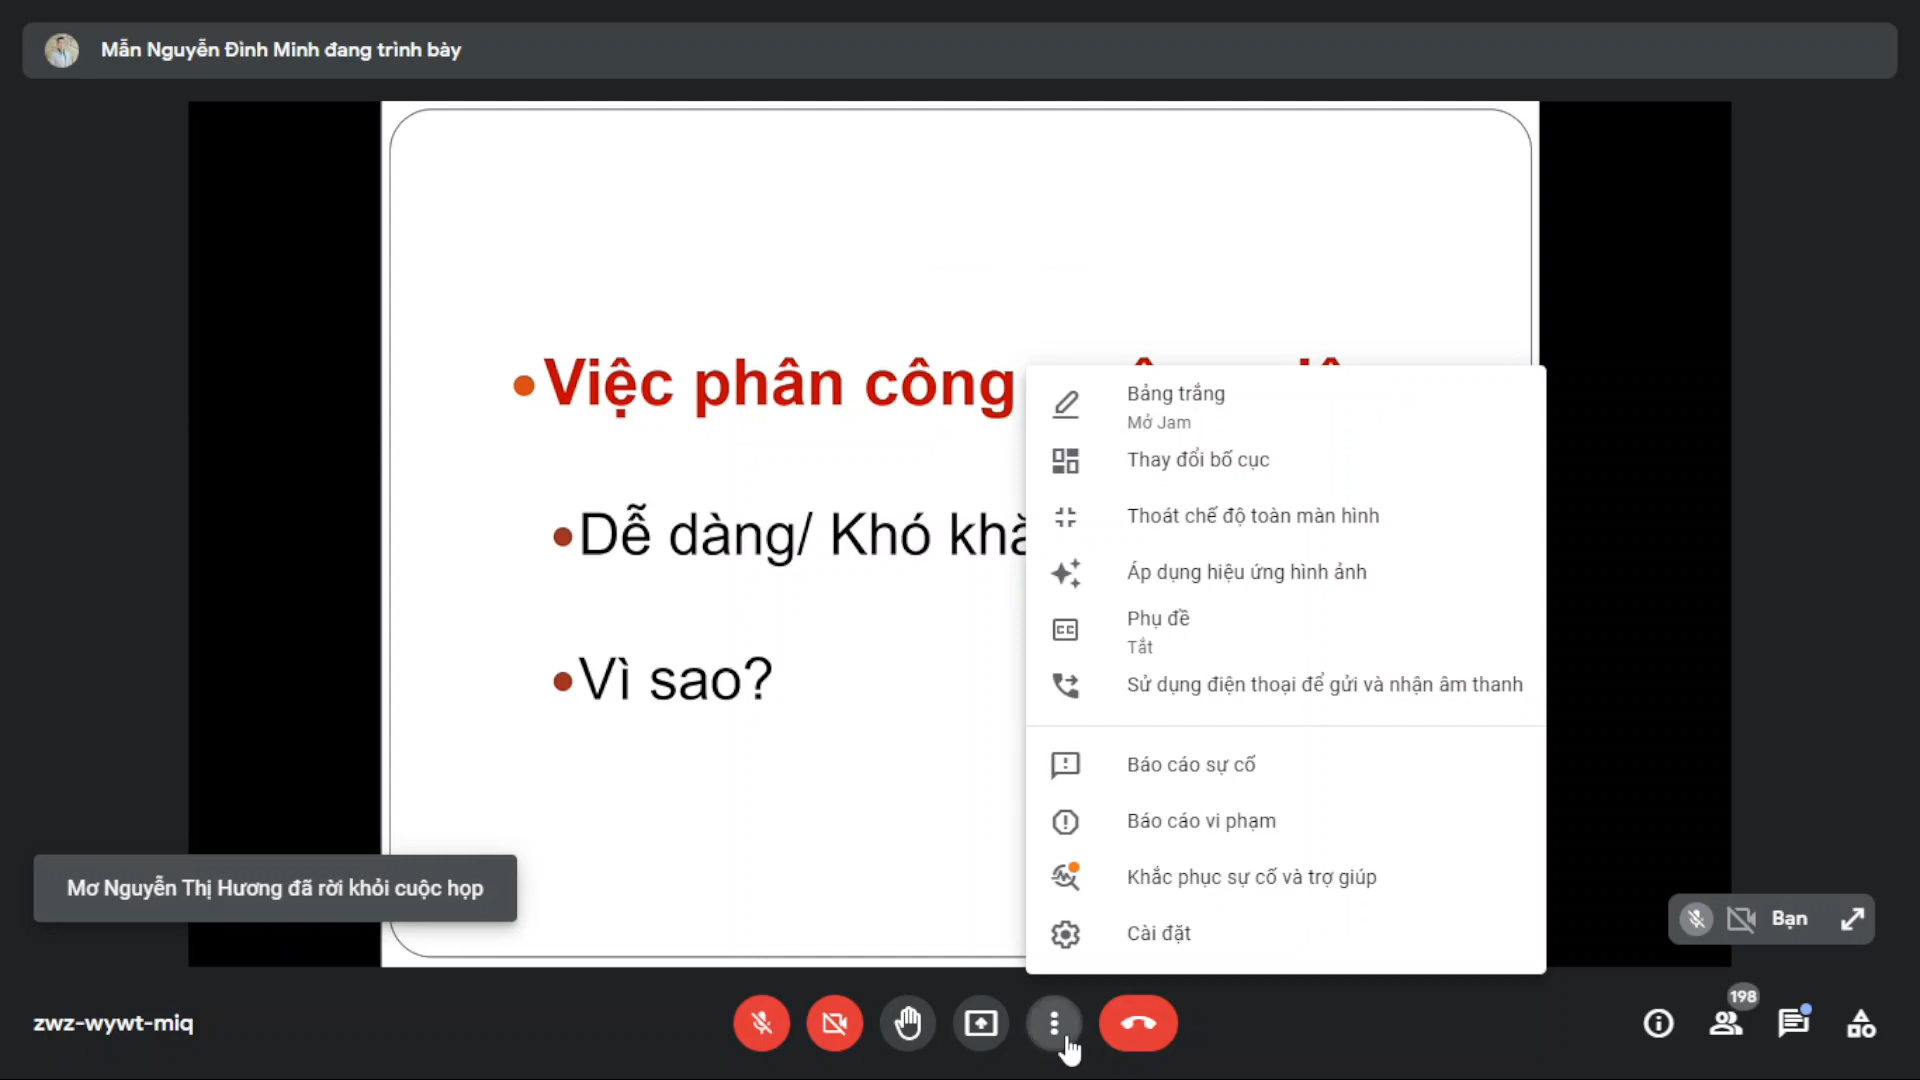 Mẫn Nguyễn Đình Minh đang trình bày
Việc phân công
Dễ dàng/ Khó
Vì sao?
Bảng trắng
Mở Jam
Thay đổi bố cục
Thoát chế độ toàn màn hình
Áp dụng hiệu ứng hình ảnh
Phụ đề
Tắt
Sử dụng điện thoại để gửi và nhận âm thanh
Báo cáo sự cố
Báo cáo vi phạm
Khắc phục sự cố và trợ giúp
Cài đặt
Mơ Nguyễn Thị Hương đã rời khỏi cuộc họp
Bạn
zwz-wywt-miq
198